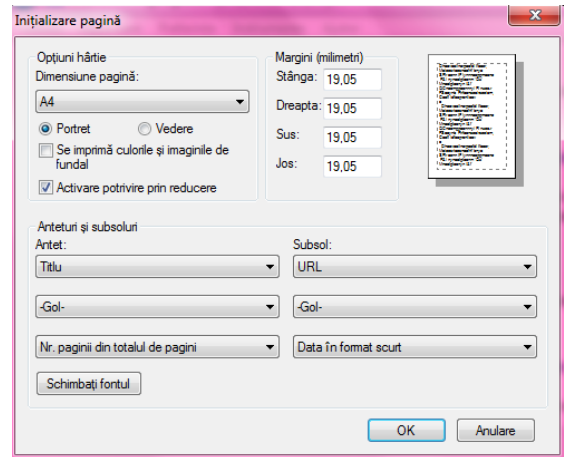 Inițializare pagină
Opțiuni hârtie
Dimensiune pagină:
A4
Portret
Vedere
Se imprimă culorile și imaginile de
fundal
Activare potrivire prin reducere
Margini (milimetri)
Stânga: 19,05
Dreapta: 19,05
Sus: 19,05
Jos: 19,05
Anteturi și subsoluri
Antet:
Titlu
-Gol-
Nr. paginii din totalul de pagini
Subsol:
URL
-Gol-
Data în format scurt
Schimbați fontul
OK
Anulare